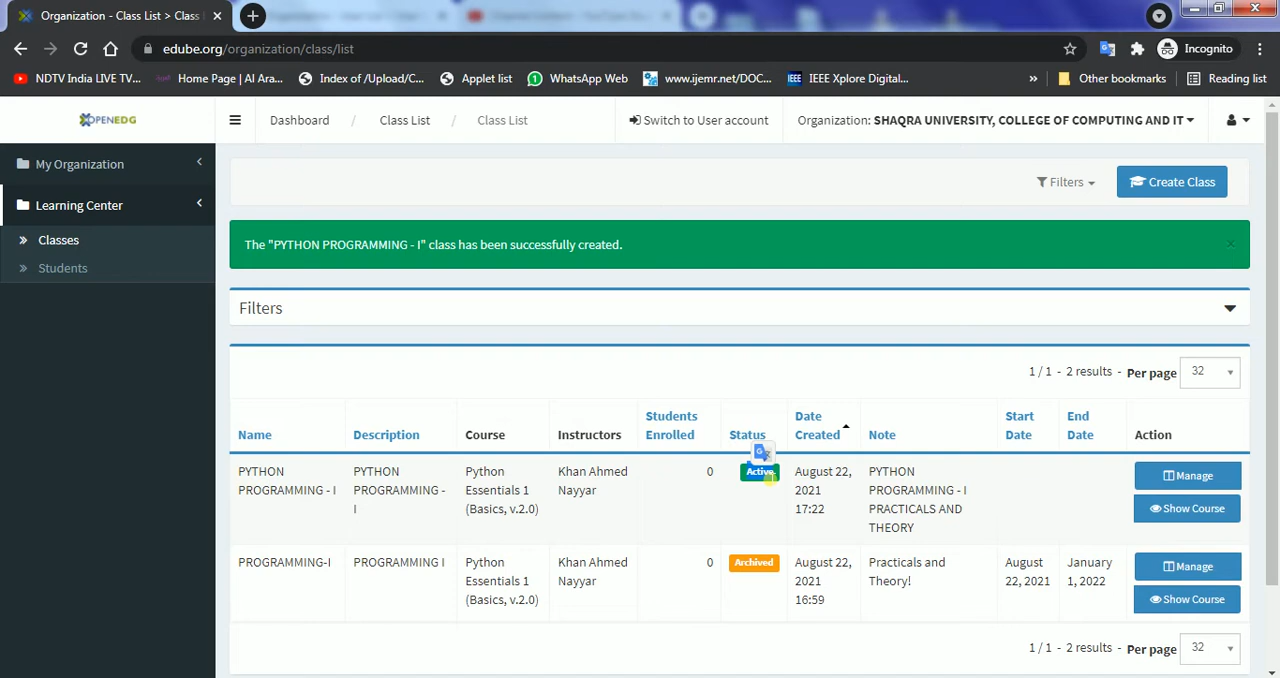 Organization - Class List > Class
edube.org/organization/class/list
Incognito
NDTV India LIVE TV...
Home Page | AI Ara...
Index of /Upload/C...
Applet list
WhatsApp Web
www.ijemr.net/DOC...
IEEE Xplore Digital...
»
Other bookmarks
Reading list
OPENEDG
Dashboard / Class List / Class List
Switch to User account
Organization: SHAQRA UNIVERSITY, COLLEGE OF COMPUTING AND IT
My Organization
Learning Center
Classes
Students
Filters
Create Class
The "PYTHON PROGRAMMING - I" class has been successfully created.
Filters
1 / 1 - 2 results - Per page 32
Name Description Course Instructors Students Enrolled Status Date Created Note Start Date End Date Action
PYTHON PROGRAMMING - I PYTHON PROGRAMMING - I Python Essentials 1 (Basics, v.2.0) Khan Ahmed Nayyar 0 Active August 22, 2021 17:22 PYTHON PROGRAMMING - I PRACTICALS AND THEORY Manage Show Course
PROGRAMMING-I PROGRAMMING I Python Essentials 1 (Basics, v.2.0) Khan Ahmed Nayyar 0 Archived August 22, 2021 16:59 Practicals and Theory! August 22, 2021 January 1, 2022 Manage Show Course
1 / 1 - 2 results - Per page 32